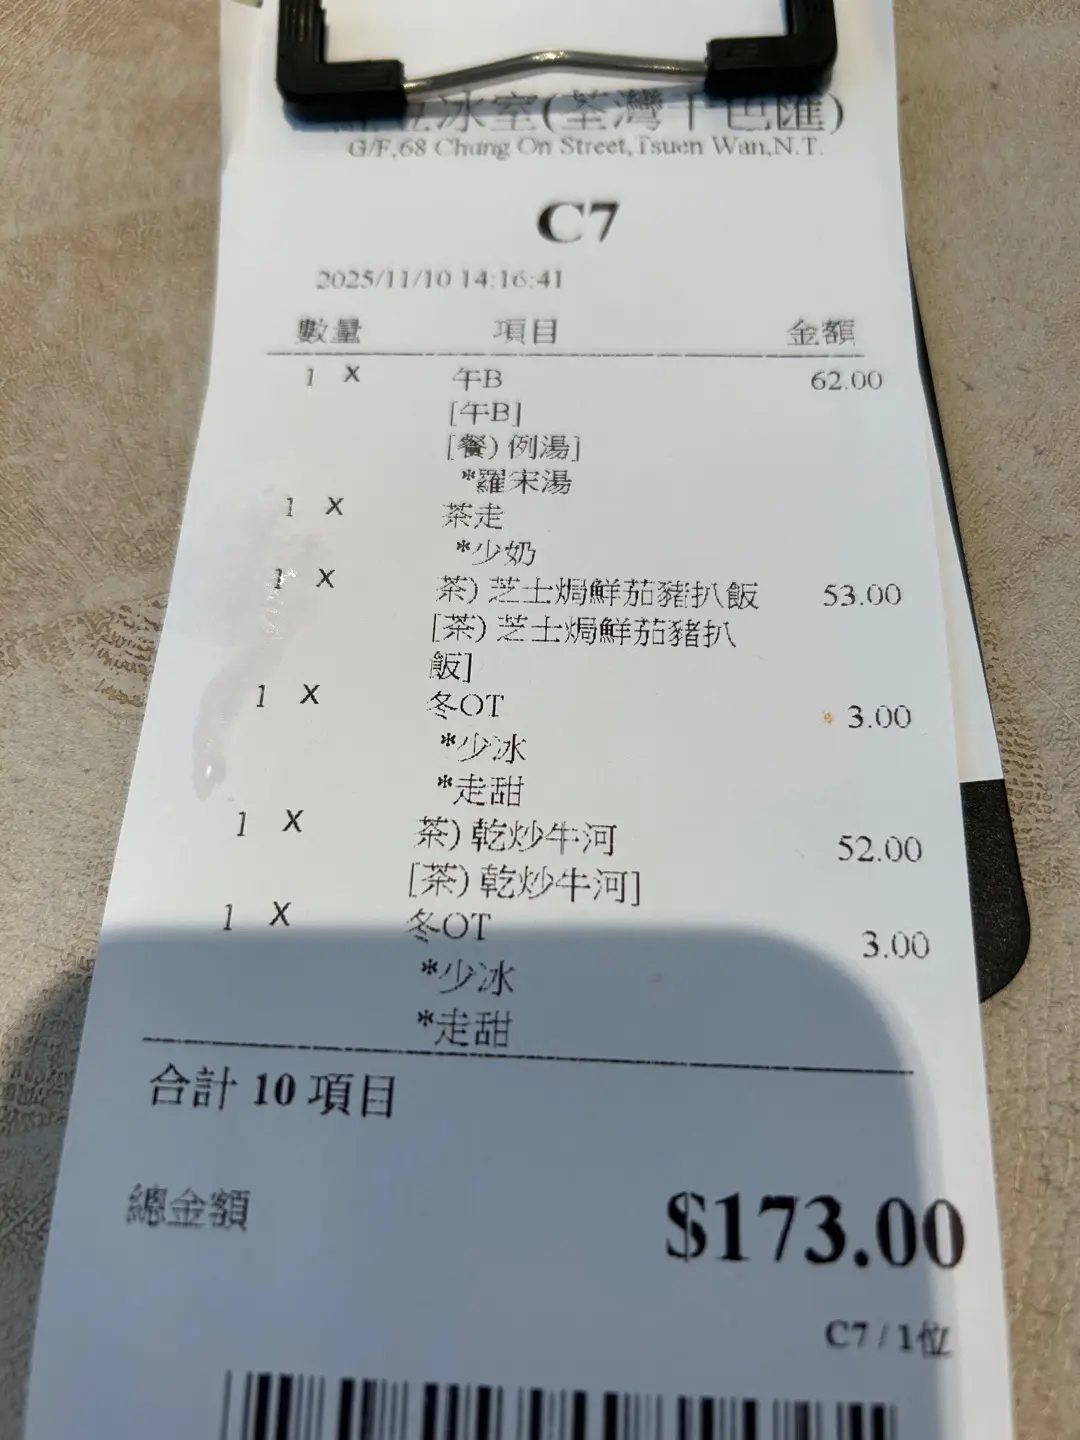 冰室(荃灣千色匯)
G/F,68 Chung On Street,Tsuen Wan,N.T.
C7
2025/11/10 14:16:41
數量 項目 金額
1 X 午B 62.00
[午B]
[餐) 例湯]
*羅宋湯
1 X 茶走
*少奶
1 X 茶) 芝士焗鮮茄豬扒飯 53.00
[茶) 芝士焗鮮茄豬扒
飯]
1 X 冬OT 3.00
*少冰
*走甜
1 X 茶) 乾炒牛河 52.00
[茶) 乾炒牛河]
1 X 冬OT 3.00
*少冰
*走甜
合計 10 項目
總金額 $173.00
C7 / 1位